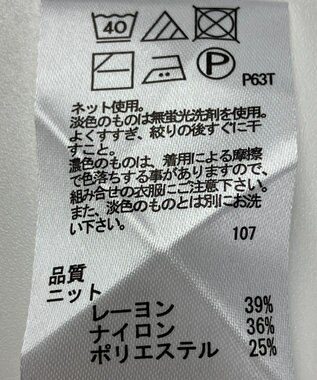 40
P
P63T
ネット使用。
淡色のものは無蛍光洗剤を使用。
よくすすぎ、絞りの後すぐに干
すこと。
濃色のものは、着用による摩擦
で色落ちする事がありますので、
組み合せの衣服にご注意下さい。
また、淡色のものとは別にお洗
い下さい。
107
品質
ニット
レーヨン 39%
ナイロン 36%
ポリエステル 25%